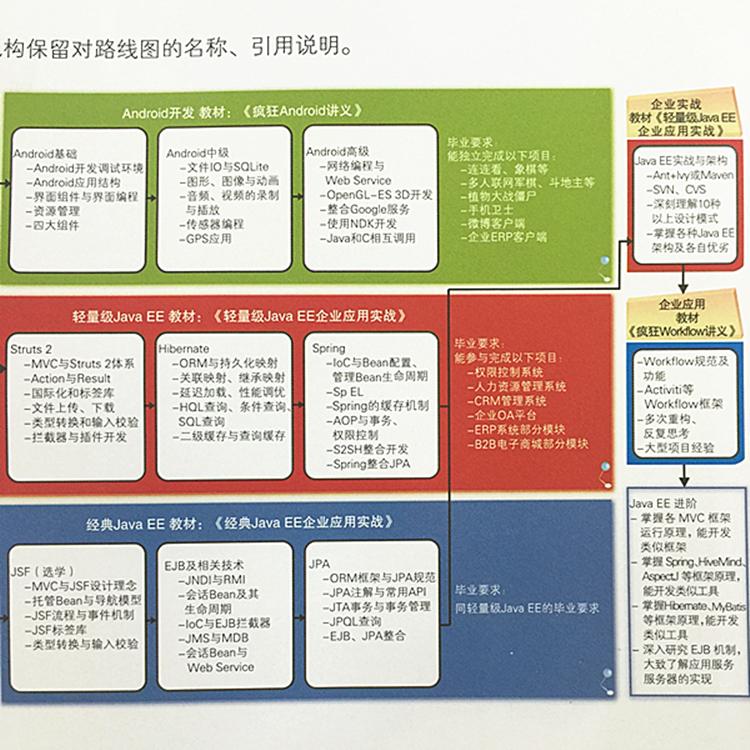 构保留对路线图的名称、引用说明。
Android开发 教材：《疯狂Android讲义》
Android基础
–Android开发调试环境
–Android应用结构
–界面组件与界面编程
–资源管理
–四大组件
Android中级
–文件IO与SQLite
–图形、图像与动画
–音频、视频的录制
与插放
–传感器编程
–GPS应用
Android高级
–网络编程与
Web Service
–OpenGL-ES 3D开发
–整合Google服务
–使用NDK开发
–Java和C相互调用
毕业要求：
能独立完成以下项目：
–连连看、象棋等
–多人联网军棋、斗地主等
–植物大战僵尸
–手机卫士
–微博客户端
–企业ERP客户端
轻量级Java EE 教材：《轻量级Java EE企业应用实战》
Struts 2
–MVC与Struts 2体系
–Action与Result
–国际化和标签库
–文件上传、下载
–类型转换和输入校验
–拦截器与插件开发
Hibernate
–ORM与持久化映射
–关联映射、继承映射
–延迟加载、性能调优
–HQL查询、条件查询、
SQL查询
–二级缓存与查询缓存
Spring
–IoC与Bean配置、
管理Bean生命周期
–Sp EL
–Spring的缓存机制
–AOP与事务、
权限控制
–S2SH整合开发
–Spring整合JPA
毕业要求：
能参与完成以下项目：
–权限控制系统
–人力资源管理系统
–CRM管理系统
–企业OA平台
–ERP系统部分模块
–B2B电子商城部分模块
经典Java EE 教材：《经典Java EE企业应用实战》
JSF（选学）
–MVC与JSF设计理念
–托管Bean与导航模型
–JSF流程与事件机制
–JSF标签库
–类型转换与输入校验
EJB及相关技术
–JNDI与RMI
–会话Bean及其
生命周期
–IoC与EJB拦截器
–JMS与MDB
–会话Bean与
Web Service
JPA
–ORM框架与JPA规范
–JPA注解与常用API
–JTA事务与事务管理
–JPQL查询
–EJB、JPA整合
毕业要求：
同轻量级Java EE的毕业要求
企业实战
教材《轻量级Java EE
企业应用实战》
Java EE实战与架构
–Ant+Ivy或Maven
–SVN、CVS
–深刻理解10种
以上设计模式
–掌握各种Java EE
架构及各自优劣
企业应用
教材
《疯狂Workflow讲义》
–Workflow规范及
功能
–Activiti等
Workflow框架
–多次重构、
反复思考
–大型项目经验
Java EE 进阶
– 掌握各 MVC 框架
运行原理，能开发
类似框架
– 掌握 Spring、HiveMind、
AspectJ 等框架原理，
能开发类似工具
– 掌握Hibernate、MyBatis
等框架原理，能开发
类似工具
– 深入研究 EJB 机制，
大致了解应用服务
服务器的实现